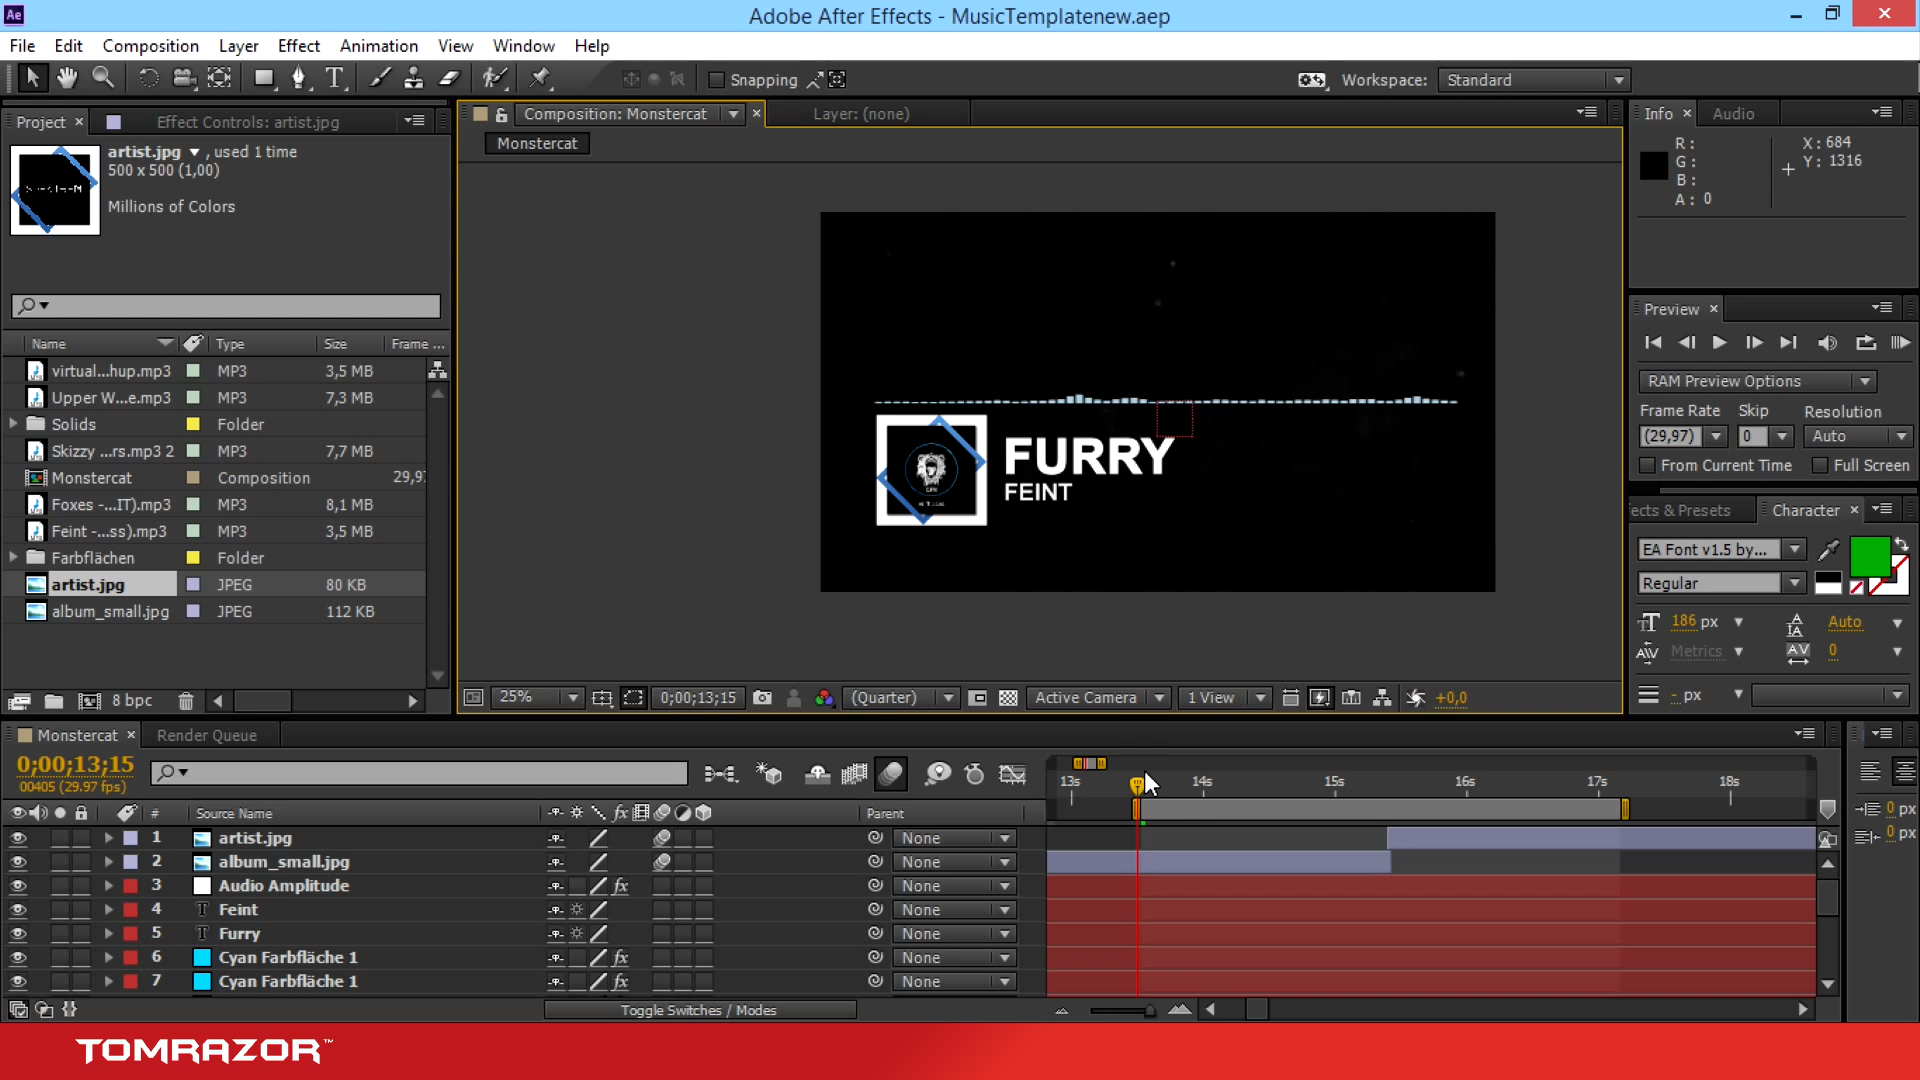 Ae
Adobe After Effects - MusicTemplatenew.aep
File Edit Composition Layer Effect Animation View Window Help
Snapping
Workspace: Standard
Project
Effect Controls: artist.jpg
Composition: Monstercat
Layer: (none)
Info
Audio
Monstercat
artist.jpg , used 1 time
500 x 500 (1,00)
Millions of Colors
R :
G :
B :
A : 0
X : 684
Y : 1316
Name Type Size Frame ...
virtual...hup.mp3 MP3 3,5 MB
Upper W...e.mp3 MP3 7,3 MB
Solids Folder
Skizzy ...rs.mp3 2 MP3 7,7 MB
Monstercat Composition 29,9
Foxes -...IT).mp3 MP3 8,1 MB
Feint -...ss).mp3 MP3 3,5 MB
Farbflächen Folder
artist.jpg JPEG 80 KB
album_small.jpg JPEG 112 KB
8 bpc
FURRY
FEINT
25%
0;00;13;15
(Quarter)
Active Camera
1 View
+0,0
Preview
RAM Preview Options
Frame Rate Skip Resolution
(29,97) 0 Auto
From Current Time Full Screen
ects & Presets
Character
EA Font v1.5 by...
Regular
186 px
Auto
Metrics
0
- px
Monstercat
Render Queue
0;00;13;15
00405 (29.97 fps)
13s 14s 15s 16s 17s 18s
# Source Name Parent
1 artist.jpg None
2 album_small.jpg None
3 Audio Amplitude fx None
4 T Feint None
5 T Furry None
6 Cyan Farbfläche 1 fx None
7 Cyan Farbfläche 1 fx None
0 px
0 px
Toggle Switches / Modes
TOMRAZOR™